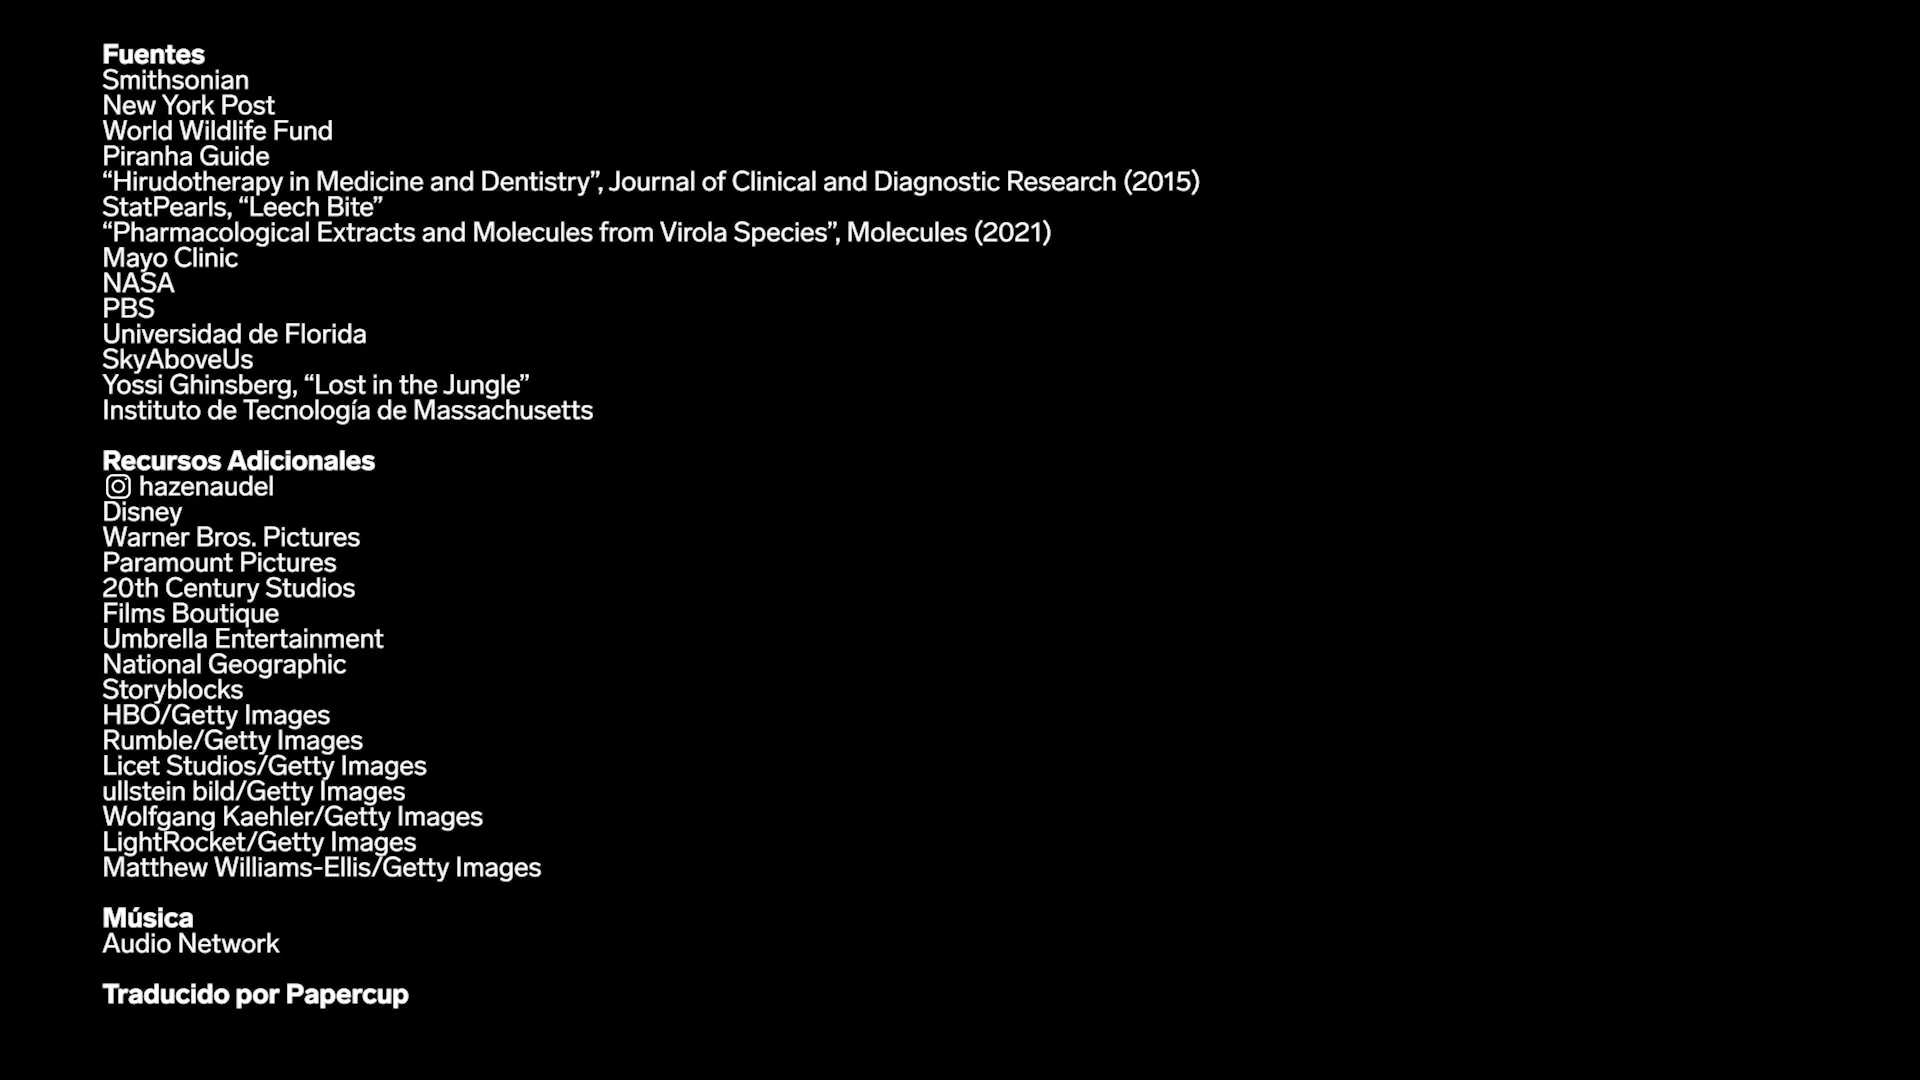 Fuentes
Smithsonian
New York Post
World Wildlife Fund
Piranha Guide
“Hirudotherapy in Medicine and Dentistry”, Journal of Clinical and Diagnostic Research (2015)
StatPearls, “Leech Bite”
“Pharmacological Extracts and Molecules from Virola Species”, Molecules (2021)
Mayo Clinic
NASA
PBS
Universidad de Florida
SkyAboveUs
Yossi Ghinsberg, “Lost in the Jungle”
Instituto de Tecnología de Massachusetts
Recursos Adicionales
hazenaudel
Disney
Warner Bros. Pictures
Paramount Pictures
20th Century Studios
Films Boutique
Umbrella Entertainment
National Geographic
Storyblocks
HBO/Getty Images
Rumble/Getty Images
Licet Studios/Getty Images
ullstein bild/Getty Images
Wolfgang Kaehler/Getty Images
LightRocket/Getty Images
Matthew Williams-Ellis/Getty Images
Música
Audio Network
Traducido por Papercup